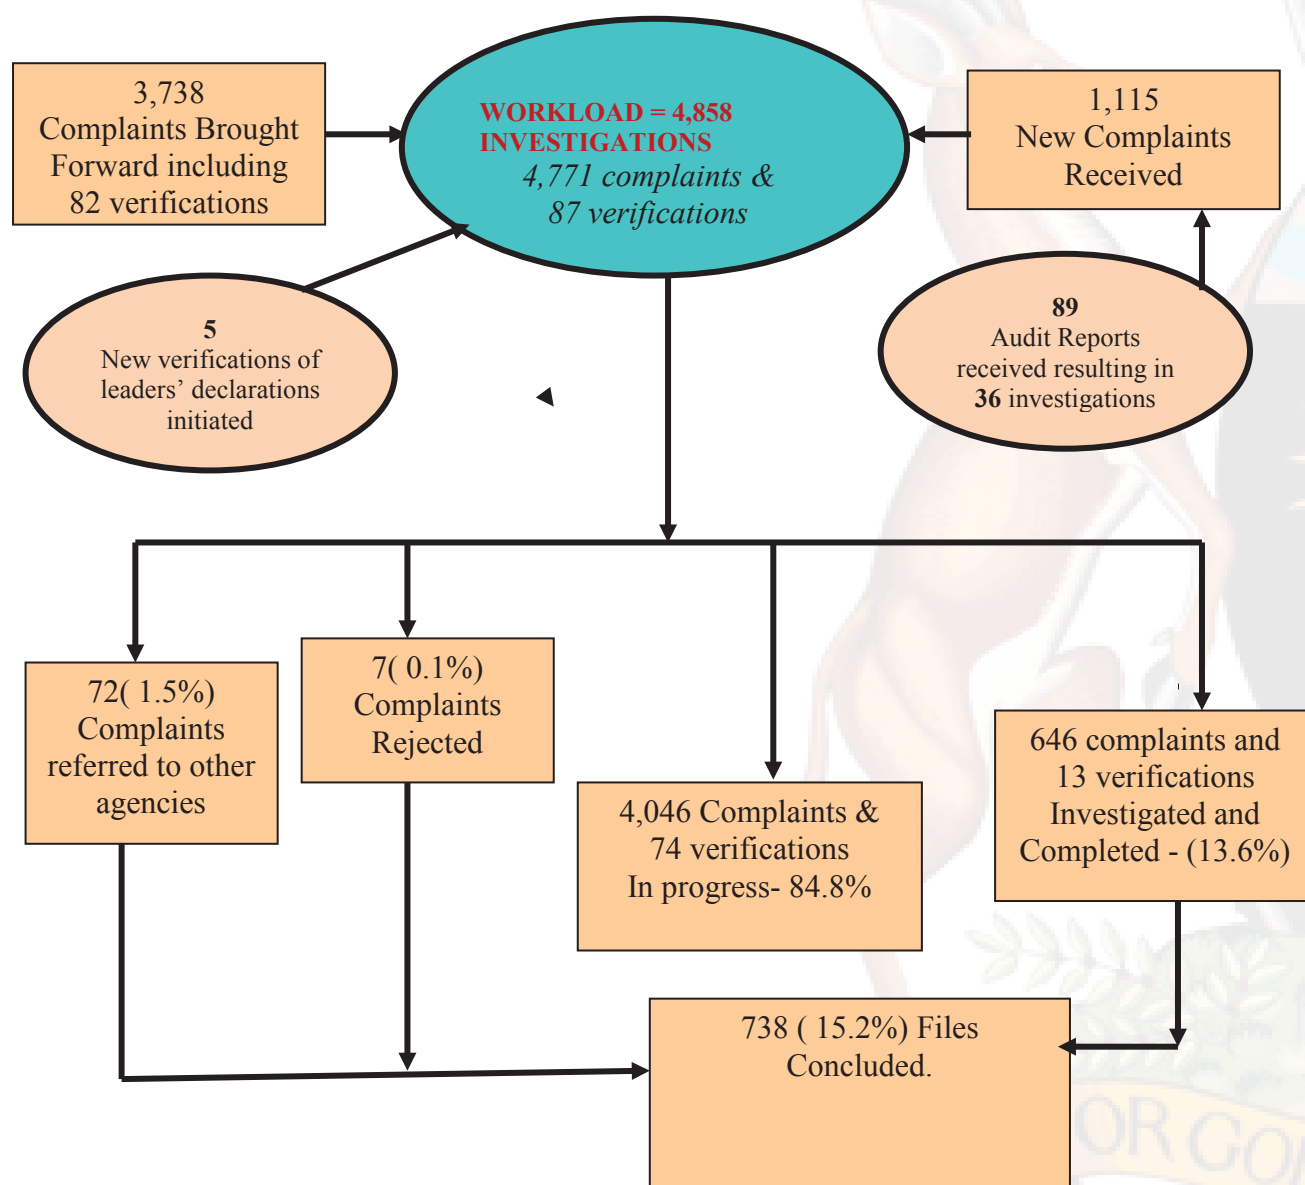 3,738
Complaints Brought
Forward including
82 verifications
WORKLOAD = 4,858
INVESTIGATIONS
4,771 complaints &
87 verifications
1,115
New Complaints
Received
5
New verifications of
leaders’ declarations
initiated
89
Audit Reports
received resulting in
36 investigations
72( 1.5%)
Complaints
referred to other
agencies
7( 0.1%)
Complaints
Rejected
4,046 Complaints &
74 verifications
In progress- 84.8%
646 complaints and
13 verifications
Investigated and
Completed - (13.6%)
738 ( 15.2%) Files
Concluded.
OR GO